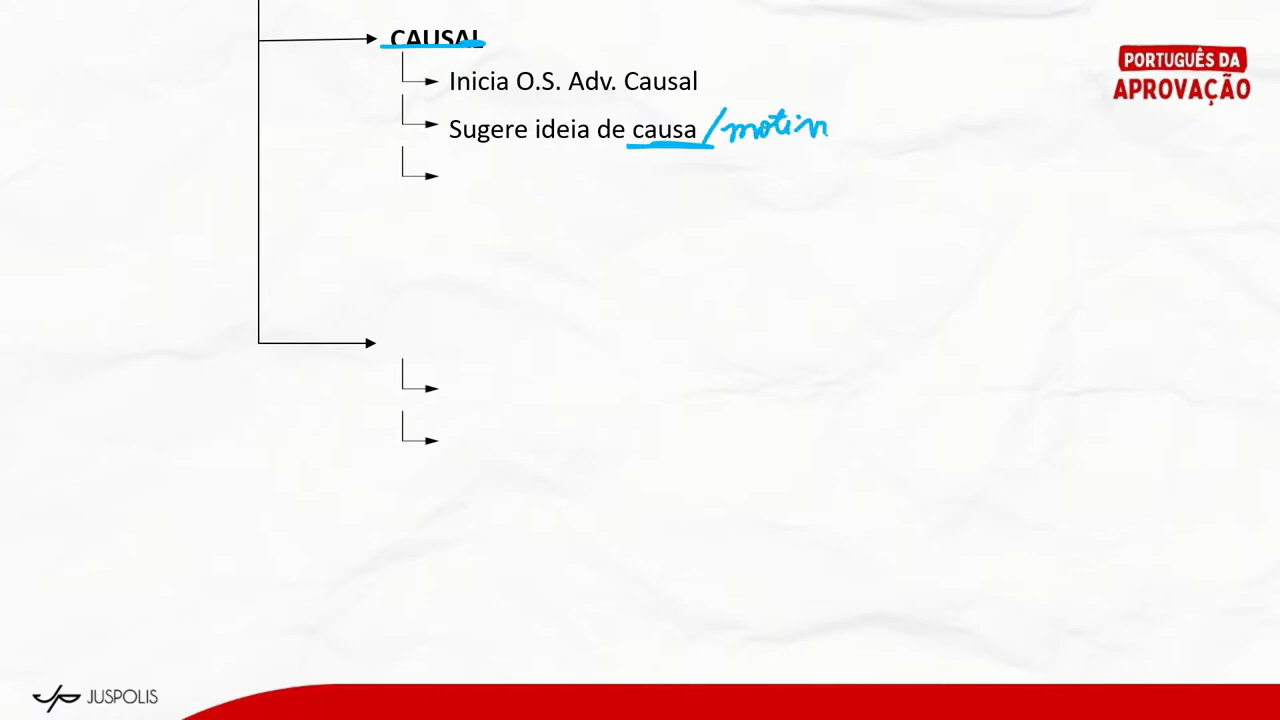 CAUSAL
PORTUGUÊS DA
APROVAÇÃO
Inicia O.S. Adv. Causal
Sugere ideia de causa /
JUSPOLIS